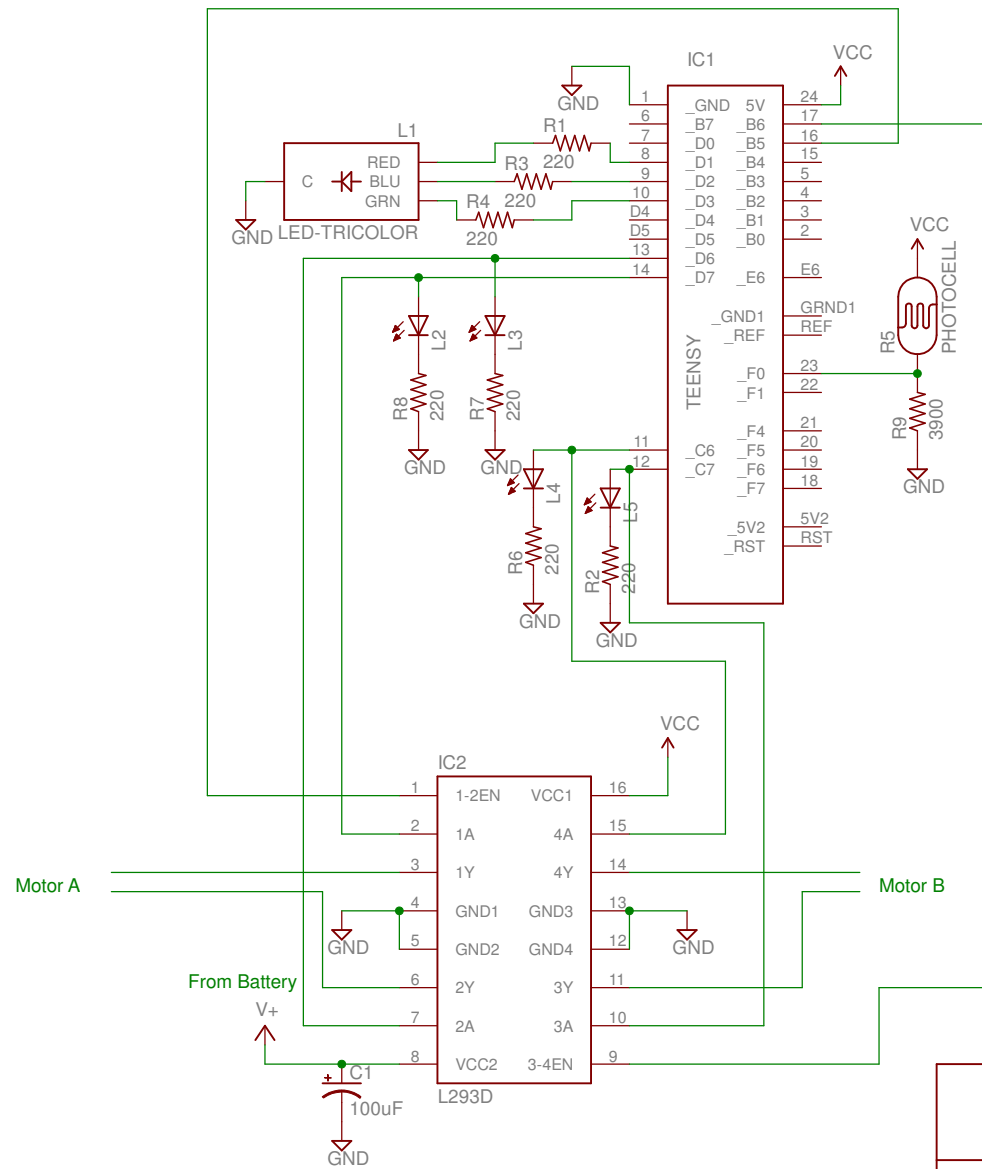 IC1
VCC
GND
1
_GND
5V
24
6
_B7
_B6
17
7
_D0
_B5
16
8
_D1
_B4
15
9
_D2
_B3
5
10
_D3
_B2
4
D4
_D4
_B1
3
D5
_D5
_B0
2
13
_D6
14
_D7
_E6
E6
_GND1
GRND1
_REF
REF
_F0
23
_F1
22
_F4
21
11
_C6
_F5
20
12
_C7
_F6
19
_F7
18
_5V2
5V2
_RST
RST
TEENSY
L1
RED
C
BLU
GRN
LED-TRICOLOR
GND
R1
220
R3
220
R4
220
VCC
PHOTOCELL
R5
R9
3900
GND
L2
R8
220
GND
L3
R7
220
GND
L4
R6
220
GND
L5
R2
220
GND
VCC
IC2
1
1-2EN
VCC1
16
2
1A
4A
15
3
1Y
4Y
14
4
GND1
GND3
13
5
GND2
GND4
12
6
2Y
3Y
11
7
2A
3A
10
8
VCC2
3-4EN
9
L293D
Motor A
Motor B
GND
GND
From Battery
V+
C1
+
100uF
GND